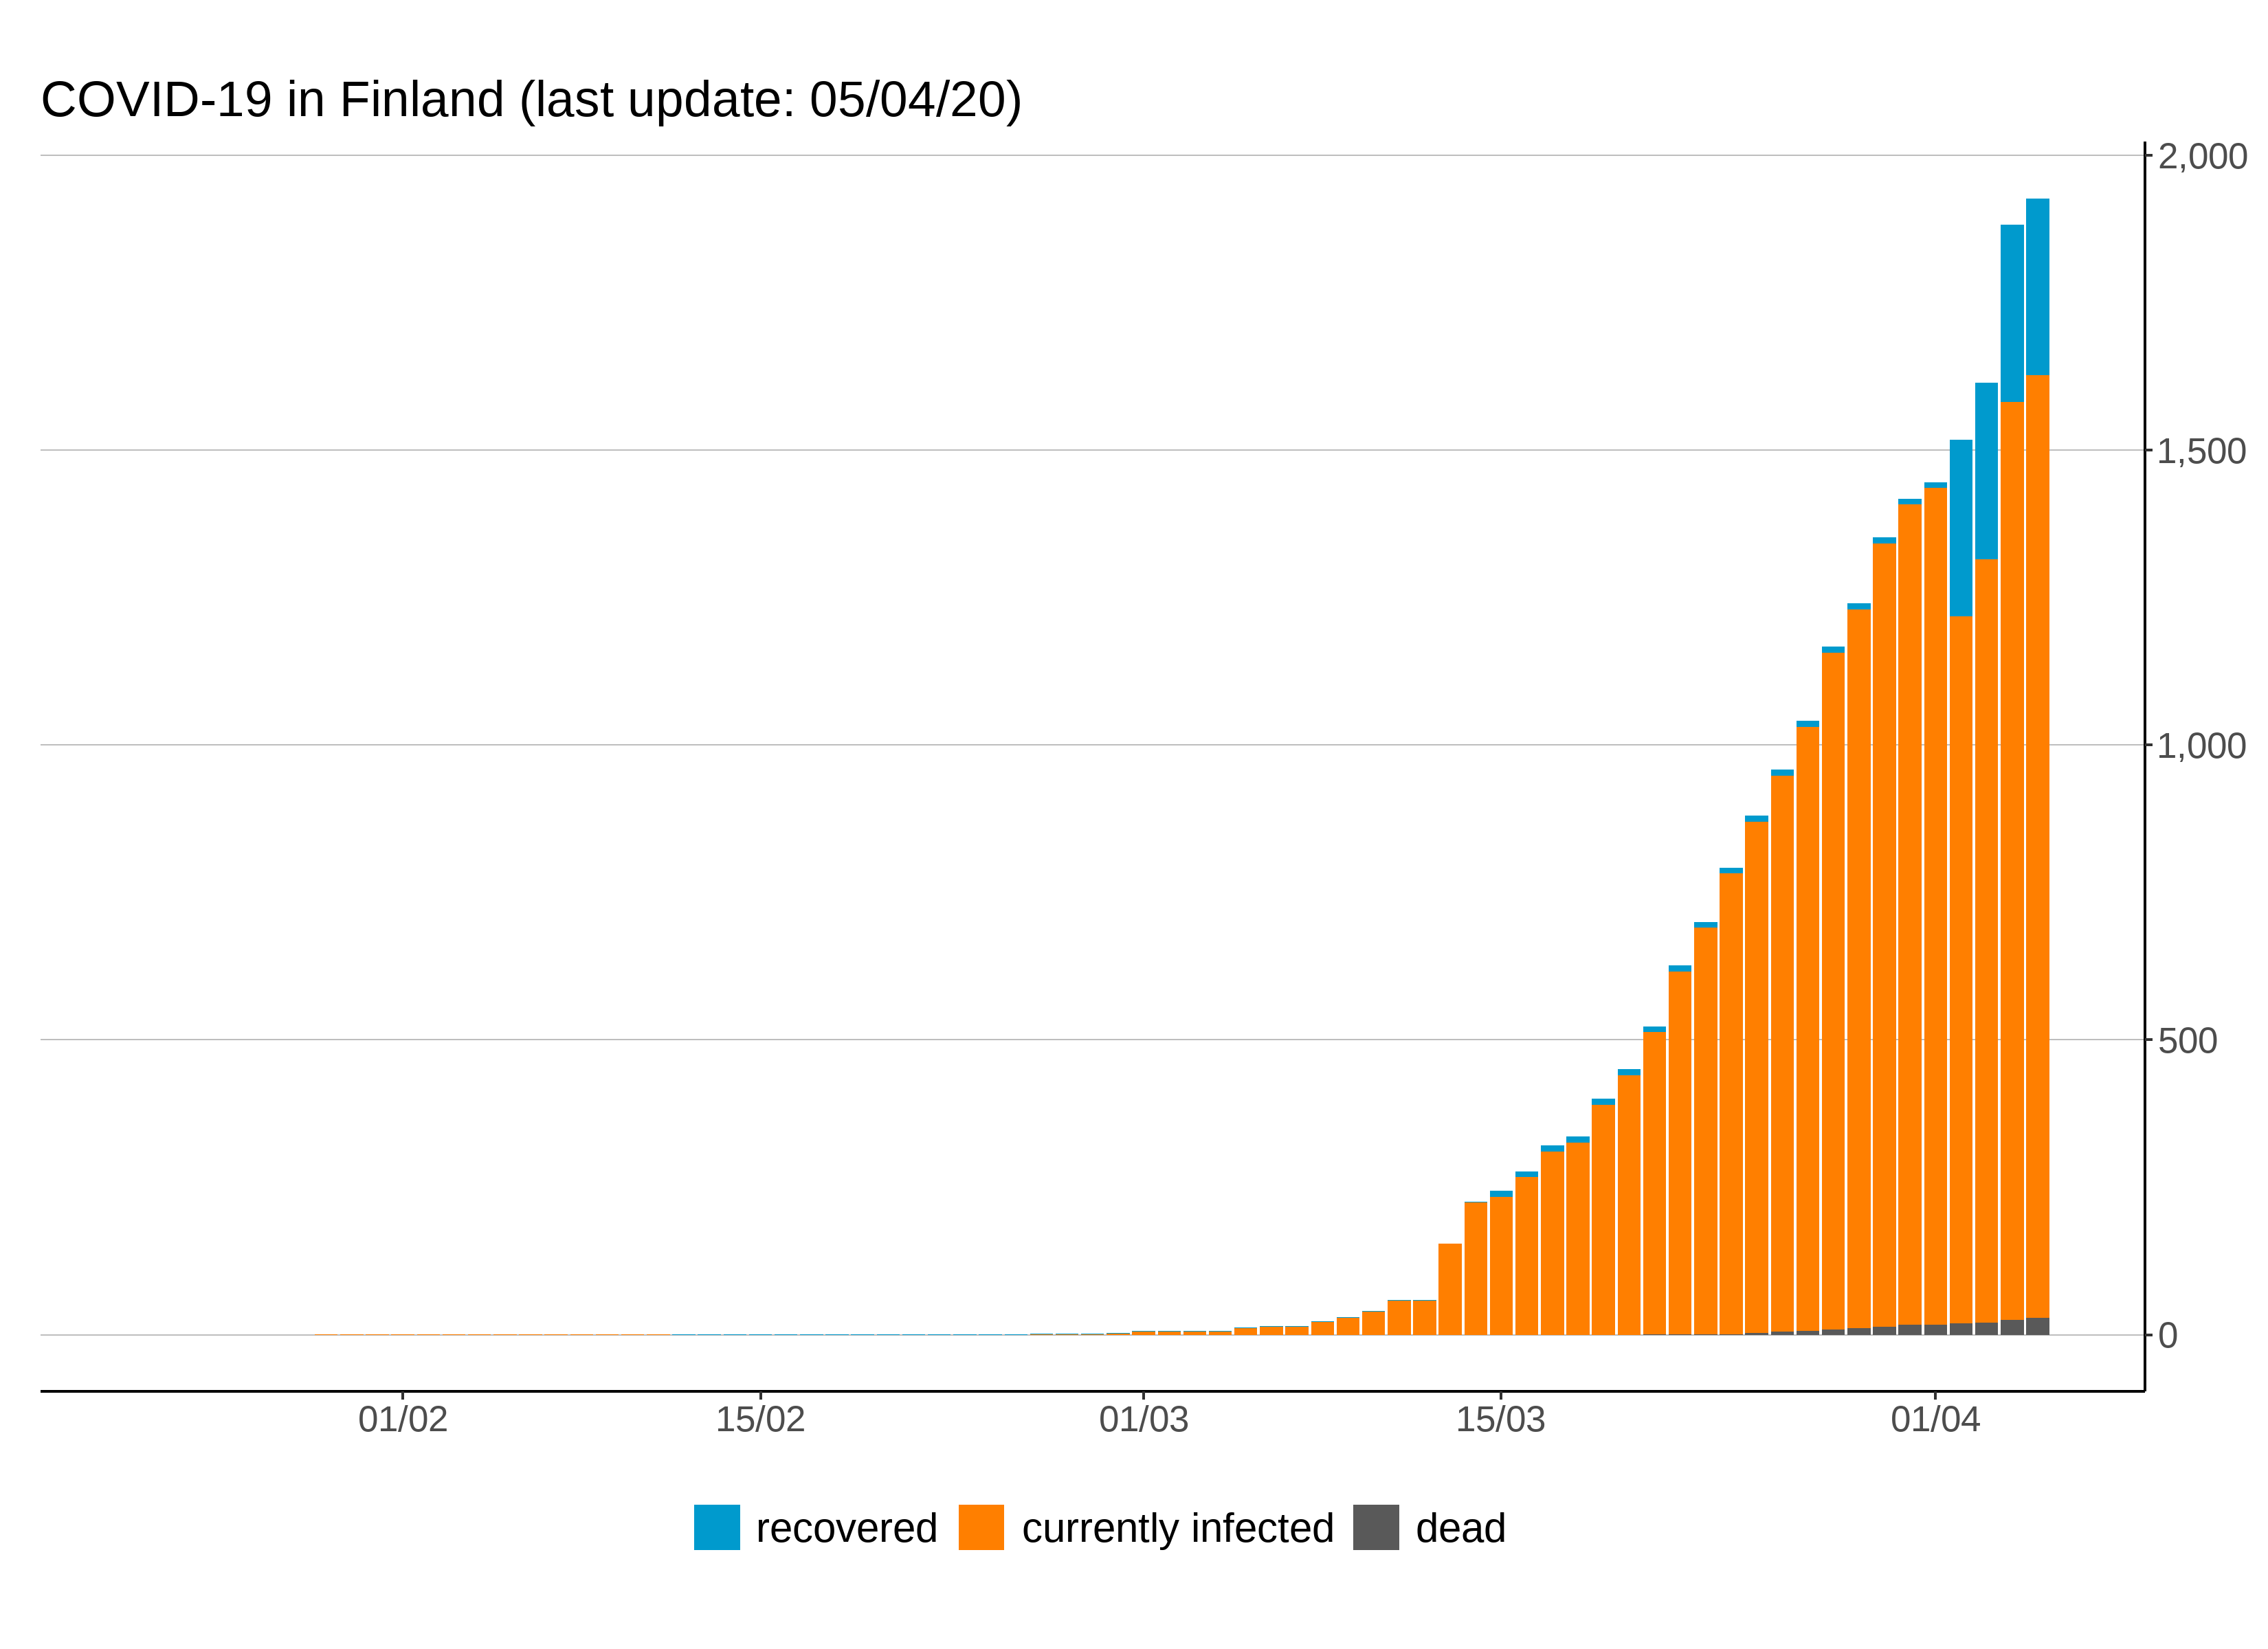 COVID-19 in Finland (last update: 05/04/20)
2,000
1,500
1,000
500
0
01/02 15/02 01/03 15/03 01/04
recovered currently infected dead